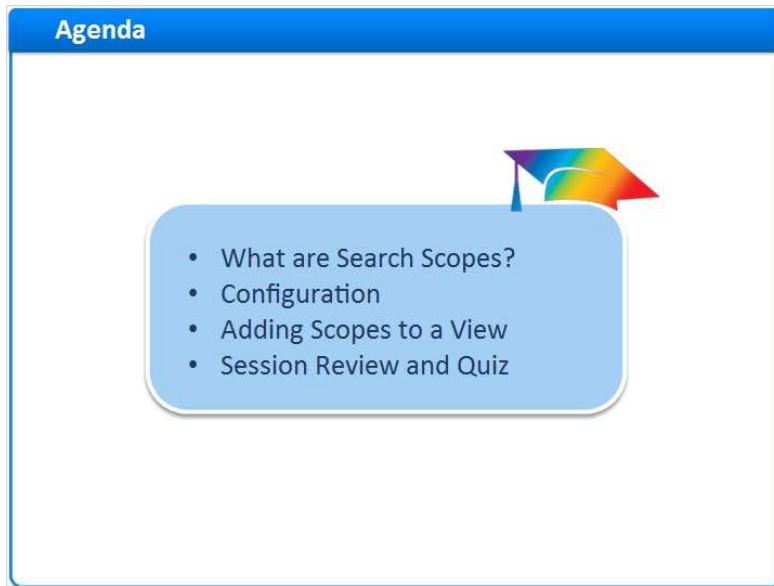 Agenda
• What are Search Scopes?
• Configuration
• Adding Scopes to a View
• Session Review and Quiz